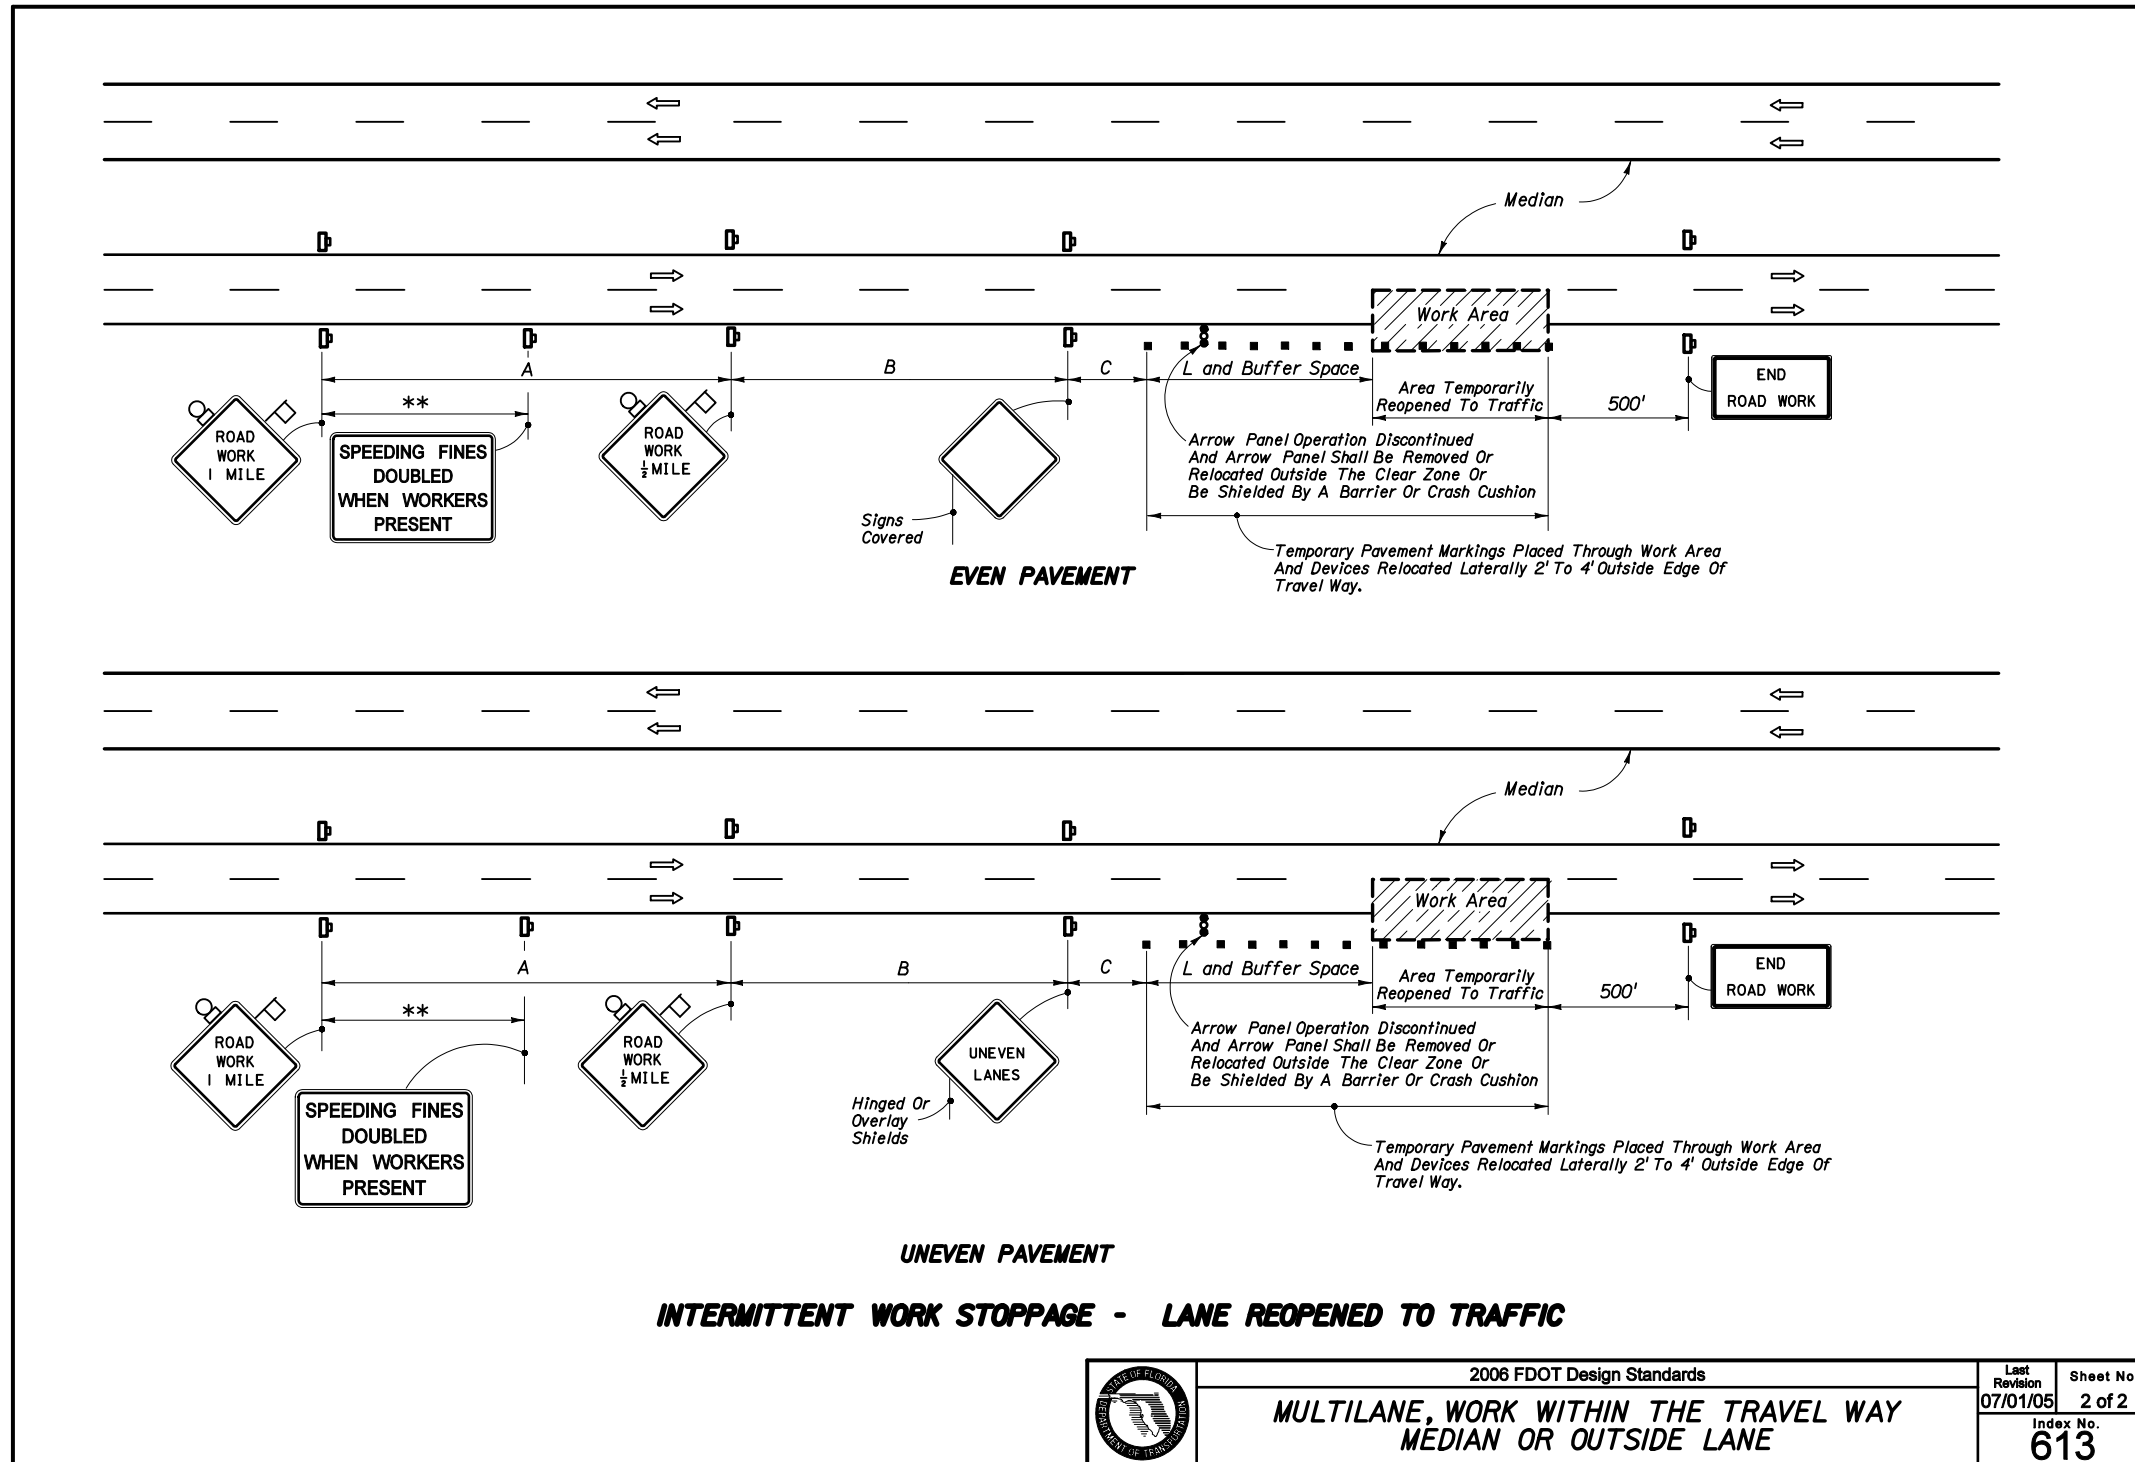 Median
Work Area
A
B
C
L and Buffer Space
**
Area Temporarily
Reopened To Traffic
500'
END
ROAD WORK
ROAD
WORK
1 MILE
SPEEDING FINES
DOUBLED
WHEN WORKERS
PRESENT
ROAD
WORK
½ MILE
Signs
Covered
Arrow Panel Operation Discontinued
And Arrow Panel Shall Be Removed Or
Relocated Outside The Clear Zone Or
Be Shielded By A Barrier Or Crash Cushion
Temporary Pavement Markings Placed Through Work Area
And Devices Relocated Laterally 2' To 4' Outside Edge Of
Travel Way.
EVEN PAVEMENT
Median
Work Area
A
B
C
L and Buffer Space
**
Area Temporarily
Reopened To Traffic
500'
END
ROAD WORK
ROAD
WORK
1 MILE
SPEEDING FINES
DOUBLED
WHEN WORKERS
PRESENT
ROAD
WORK
½ MILE
UNEVEN
LANES
Hinged Or
Overlay
Shields
Arrow Panel Operation Discontinued
And Arrow Panel Shall Be Removed Or
Relocated Outside The Clear Zone Or
Be Shielded By A Barrier Or Crash Cushion
Temporary Pavement Markings Placed Through Work Area
And Devices Relocated Laterally 2' To 4' Outside Edge Of
Travel Way.
UNEVEN PAVEMENT
INTERMITTENT WORK STOPPAGE - LANE REOPENED TO TRAFFIC
STATE OF FLORIDA
DEPARTMENT OF TRANSPORTATION
2006 FDOT Design Standards
MULTILANE, WORK WITHIN THE TRAVEL WAY
MEDIAN OR OUTSIDE LANE
Last
Revision
07/01/05
Sheet No
2 of 2
Index No.
613